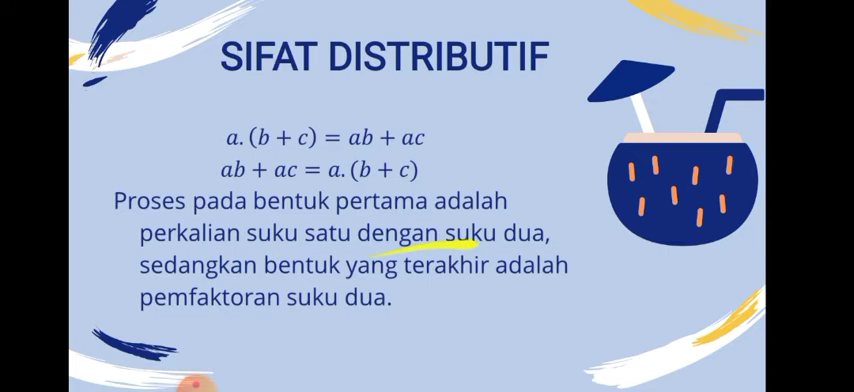 SIFAT DISTRIBUTIF
a. (b + c) = ab + ac
ab + ac = a. (b + c)
Proses pada bentuk pertama adalah
perkalian suku satu dengan suku dua,
sedangkan bentuk yang terakhir adalah
pemfaktoran suku dua.